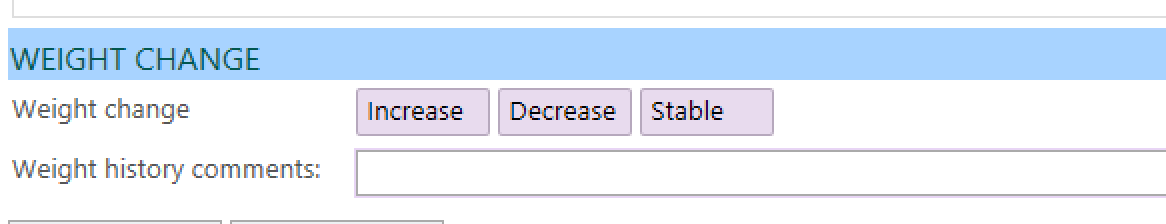 WEIGHT CHANGE
Weight change Increase Decrease Stable
Weight history comments: